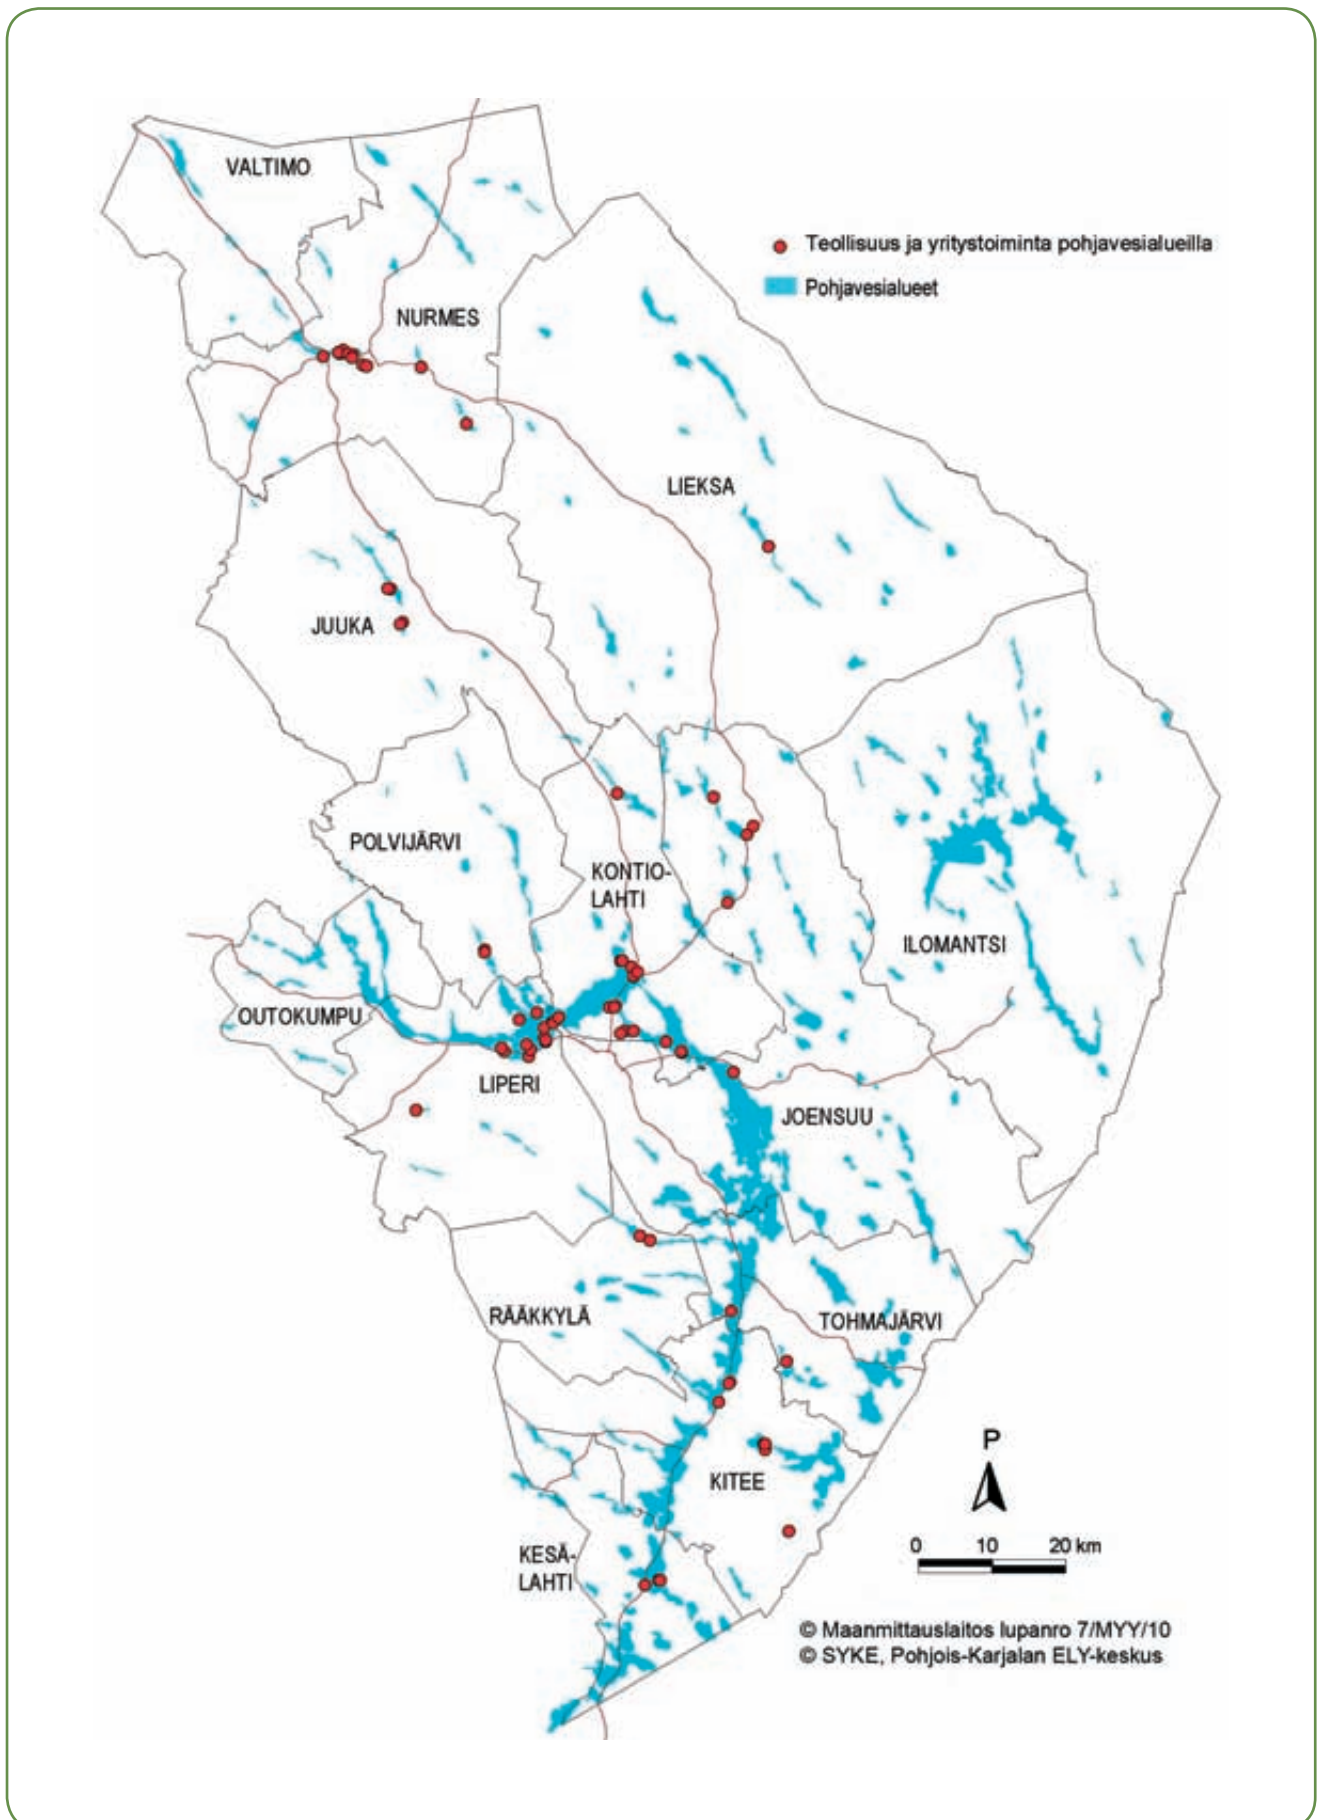 VALTIMO
Teollisuus ja yritystoiminta pohjavesialueilla
Pohjavesialueet
NURMES
LIEKSA
JUUKA
POLVIJÄRVI
KONTIO-
LAHTI
ILOMANTSI
OUTOKUMPU
LIPERI
JOENSUU
RÄÄKKYLÄ
TOHMAJÄRVI
P
KITEE
0 10 20 km
KESÄ-
LAHTI
© Maanmittauslaitos lupanro 7/MYY/10
© SYKE, Pohjois-Karjalan ELY-keskus